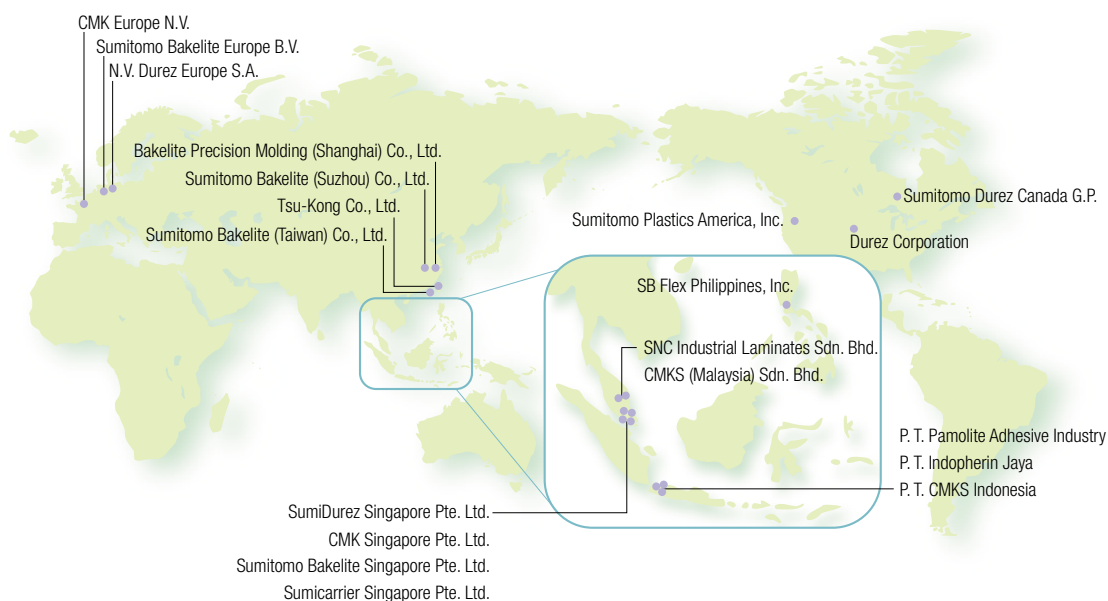 CMK Europe N.V.
Sumitomo Bakelite Europe B.V.
N.V. Durez Europe S.A.
Bakelite Precision Molding (Shanghai) Co., Ltd.
Sumitomo Bakelite (Suzhou) Co., Ltd.
Tsu-Kong Co., Ltd.
Sumitomo Bakelite (Taiwan) Co., Ltd.
Sumitomo Durez Canada G.P.
Sumitomo Plastics America, Inc.
Durez Corporation
SB Flex Philippines, Inc.
SNC Industrial Laminates Sdn. Bhd.
CMKS (Malaysia) Sdn. Bhd.
P. T. Pamolite Adhesive Industry
P. T. Indopherin Jaya
P. T. CMKS Indonesia
SumiDurez Singapore Pte. Ltd.
CMK Singapore Pte. Ltd.
Sumitomo Bakelite Singapore Pte. Ltd.
Sumicarrier Singapore Pte. Ltd.